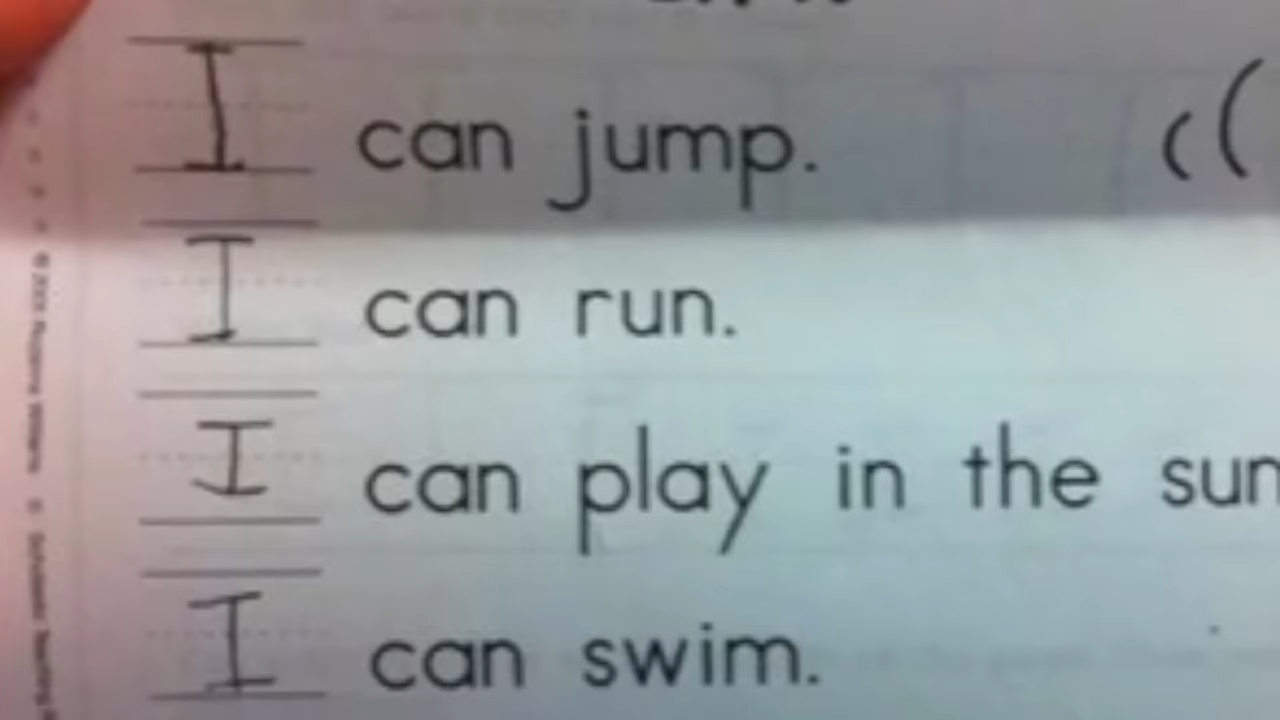 I can jump.
I can run.
I can play in the sun
I can swim.